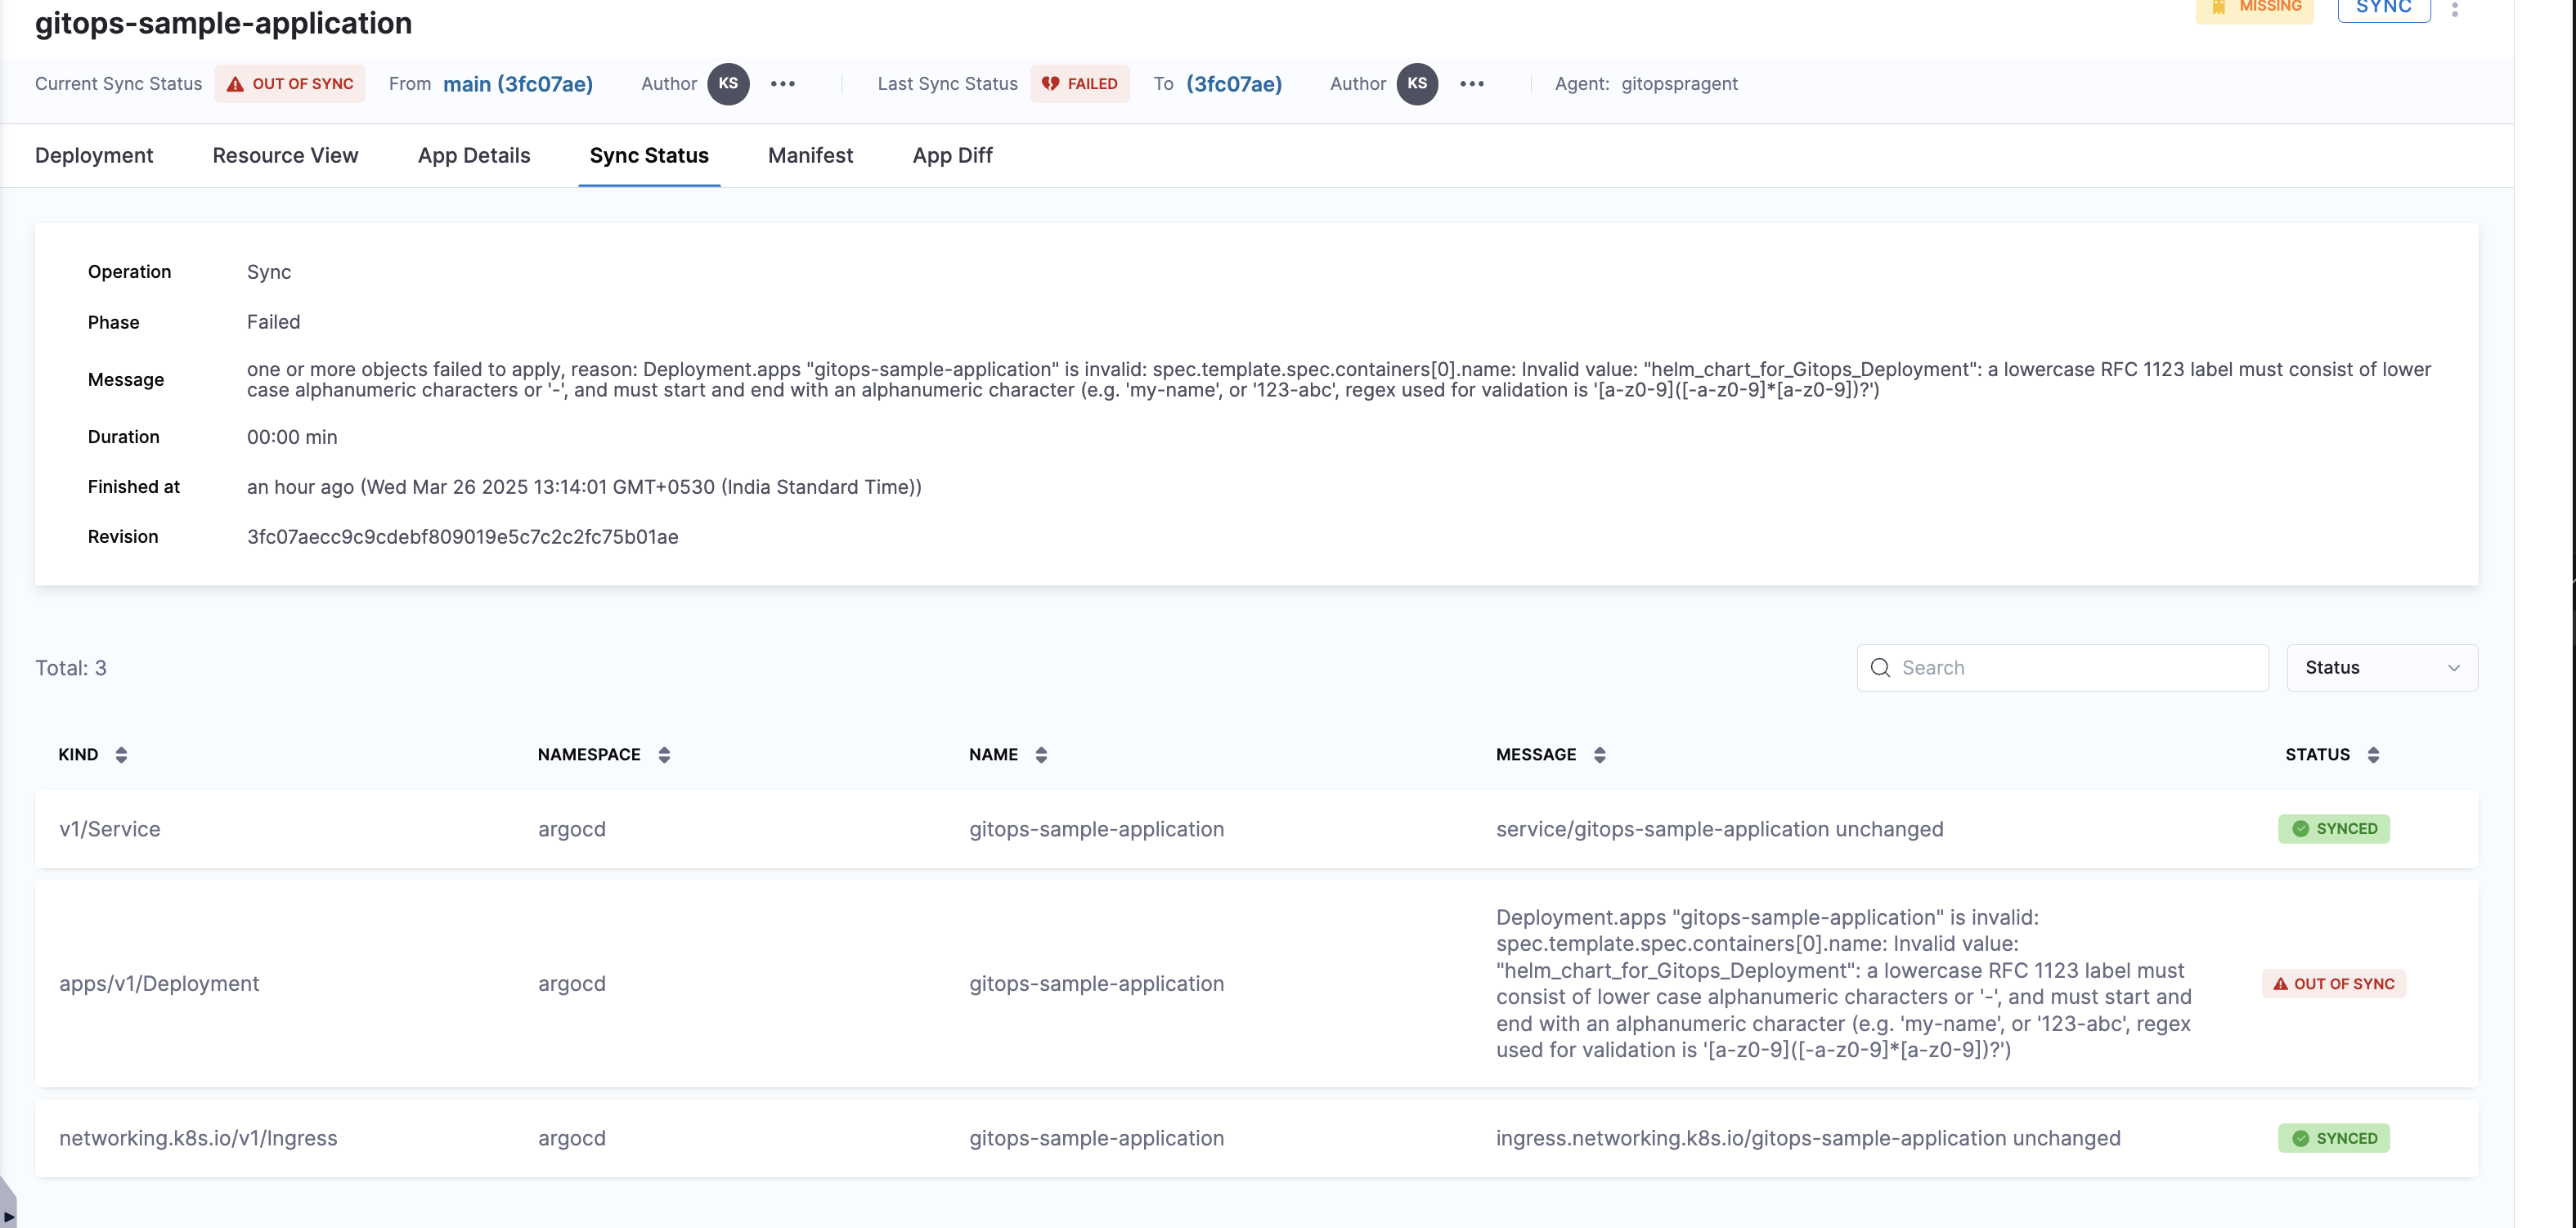 gitops-sample-application
MISSING
SYNC
Current Sync Status OUT OF SYNC From main (3fc07ae) Author KS ••• Last Sync Status FAILED To (3fc07ae) Author KS ••• Agent: gitopspragent
Deployment Resource View App Details Sync Status Manifest App Diff
Operation Sync
Phase Failed
Message one or more objects failed to apply, reason: Deployment.apps "gitops-sample-application" is invalid: spec.template.spec.containers[0].name: Invalid value: "helm_chart_for_Gitops_Deployment": a lowercase RFC 1123 label must consist of lower
case alphanumeric characters or '-', and must start and end with an alphanumeric character (e.g. 'my-name', or '123-abc', regex used for validation is '[a-z0-9]([-a-z0-9]*[a-z0-9])?')
Duration 00:00 min
Finished at an hour ago (Wed Mar 26 2025 13:14:01 GMT+0530 (India Standard Time))
Revision 3fc07aecc9c9cdebf809019e5c7c2c2fc75b01ae
Total: 3
Search
Status
KIND NAMESPACE NAME MESSAGE STATUS
v1/Service argocd gitops-sample-application service/gitops-sample-application unchanged SYNCED
apps/v1/Deployment argocd gitops-sample-application
Deployment.apps "gitops-sample-application" is invalid:
spec.template.spec.containers[0].name: Invalid value:
"helm_chart_for_Gitops_Deployment": a lowercase RFC 1123 label must
consist of lower case alphanumeric characters or '-', and must start and
end with an alphanumeric character (e.g. 'my-name', or '123-abc', regex
used for validation is '[a-z0-9]([-a-z0-9]*[a-z0-9])?')
OUT OF SYNC
networking.k8s.io/v1/Ingress argocd gitops-sample-application ingress.networking.k8s.io/gitops-sample-application unchanged SYNCED